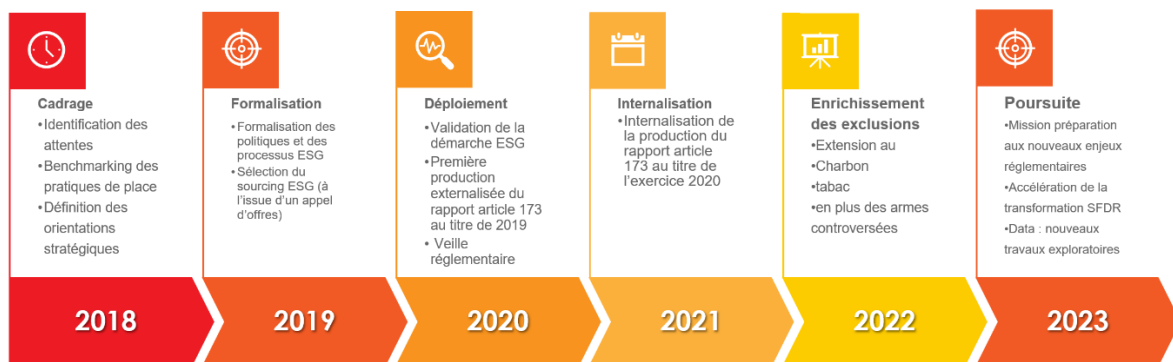 Cadrage
•Identification des
attentes
•Benchmarking des
pratiques de place
•Définition des
orientations
stratégiques
Formalisation
•Formalisation des
politiques et des
processus ESG
•Sélection du
sourcing ESG (à
l'issue d'un appel
d'offres)
Déploiement
•Validation de la
démarche ESG
•Première
production
externalisée du
rapport article 173
au titre de 2019
• Veille
réglementaire
Internalisation
•Internalisation de
la production du
rapport article
173 au titre de
l'exercice 2020
Enrichissement
des exclusions
•Extension au
•Charbon
•tabac
•en plus des armes
controversées
Poursuite
•Mission préparation
aux nouveaux enjeux
réglementaires
•Accélération de la
transformation SFDR
•Data : nouveaux
travaux exploratoires
2018
2019
2020
2021
2022
2023